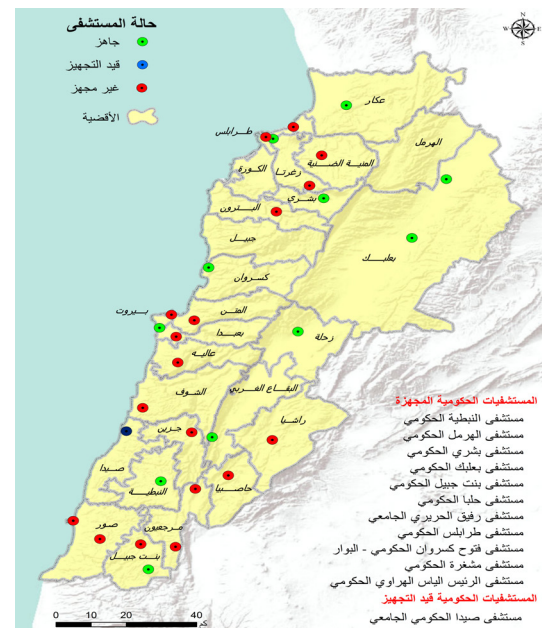 حالة المستشفى
جاهز
قيد التجهيز
غير مجهز
الأقضية
N
W E
S
عكار
طرابلس
الهرمل
المنية الضنية
زغرتا
الكورة
بشري
البترون
جبيل
بعلبك
كسروان
بيروت
المتن
بعبدا
زحلة
عاليه
البقاع الغربي
الشوف
راشيا
جزين
صيدا
حاصبيا
النبطية
صور
مرجعيون
بنت جبيل
المستشفيات الحكومية المجهزة
مستشفى النبطية الحكومي
مستشفى الهرمل الحكومي
مستشفى بشري الحكومي
مستشفى بعلبك الحكومي
مستشفى بنت جبيل الحكومي
مستشفى حلبا الحكومي
مستشفى رفيق الحريري الجامعي
مستشفى طرابلس الحكومي
مستشفى فتوح كسروان الحكومي - البوار
مستشفى مشغرة الحكومي
مستشفى الرئيس الياس الهراوي الحكومي
المستشفيات الحكومية قيد التجهيز
مستشفى صيدا الحكومي الجامعي
0 10 20 40
كم